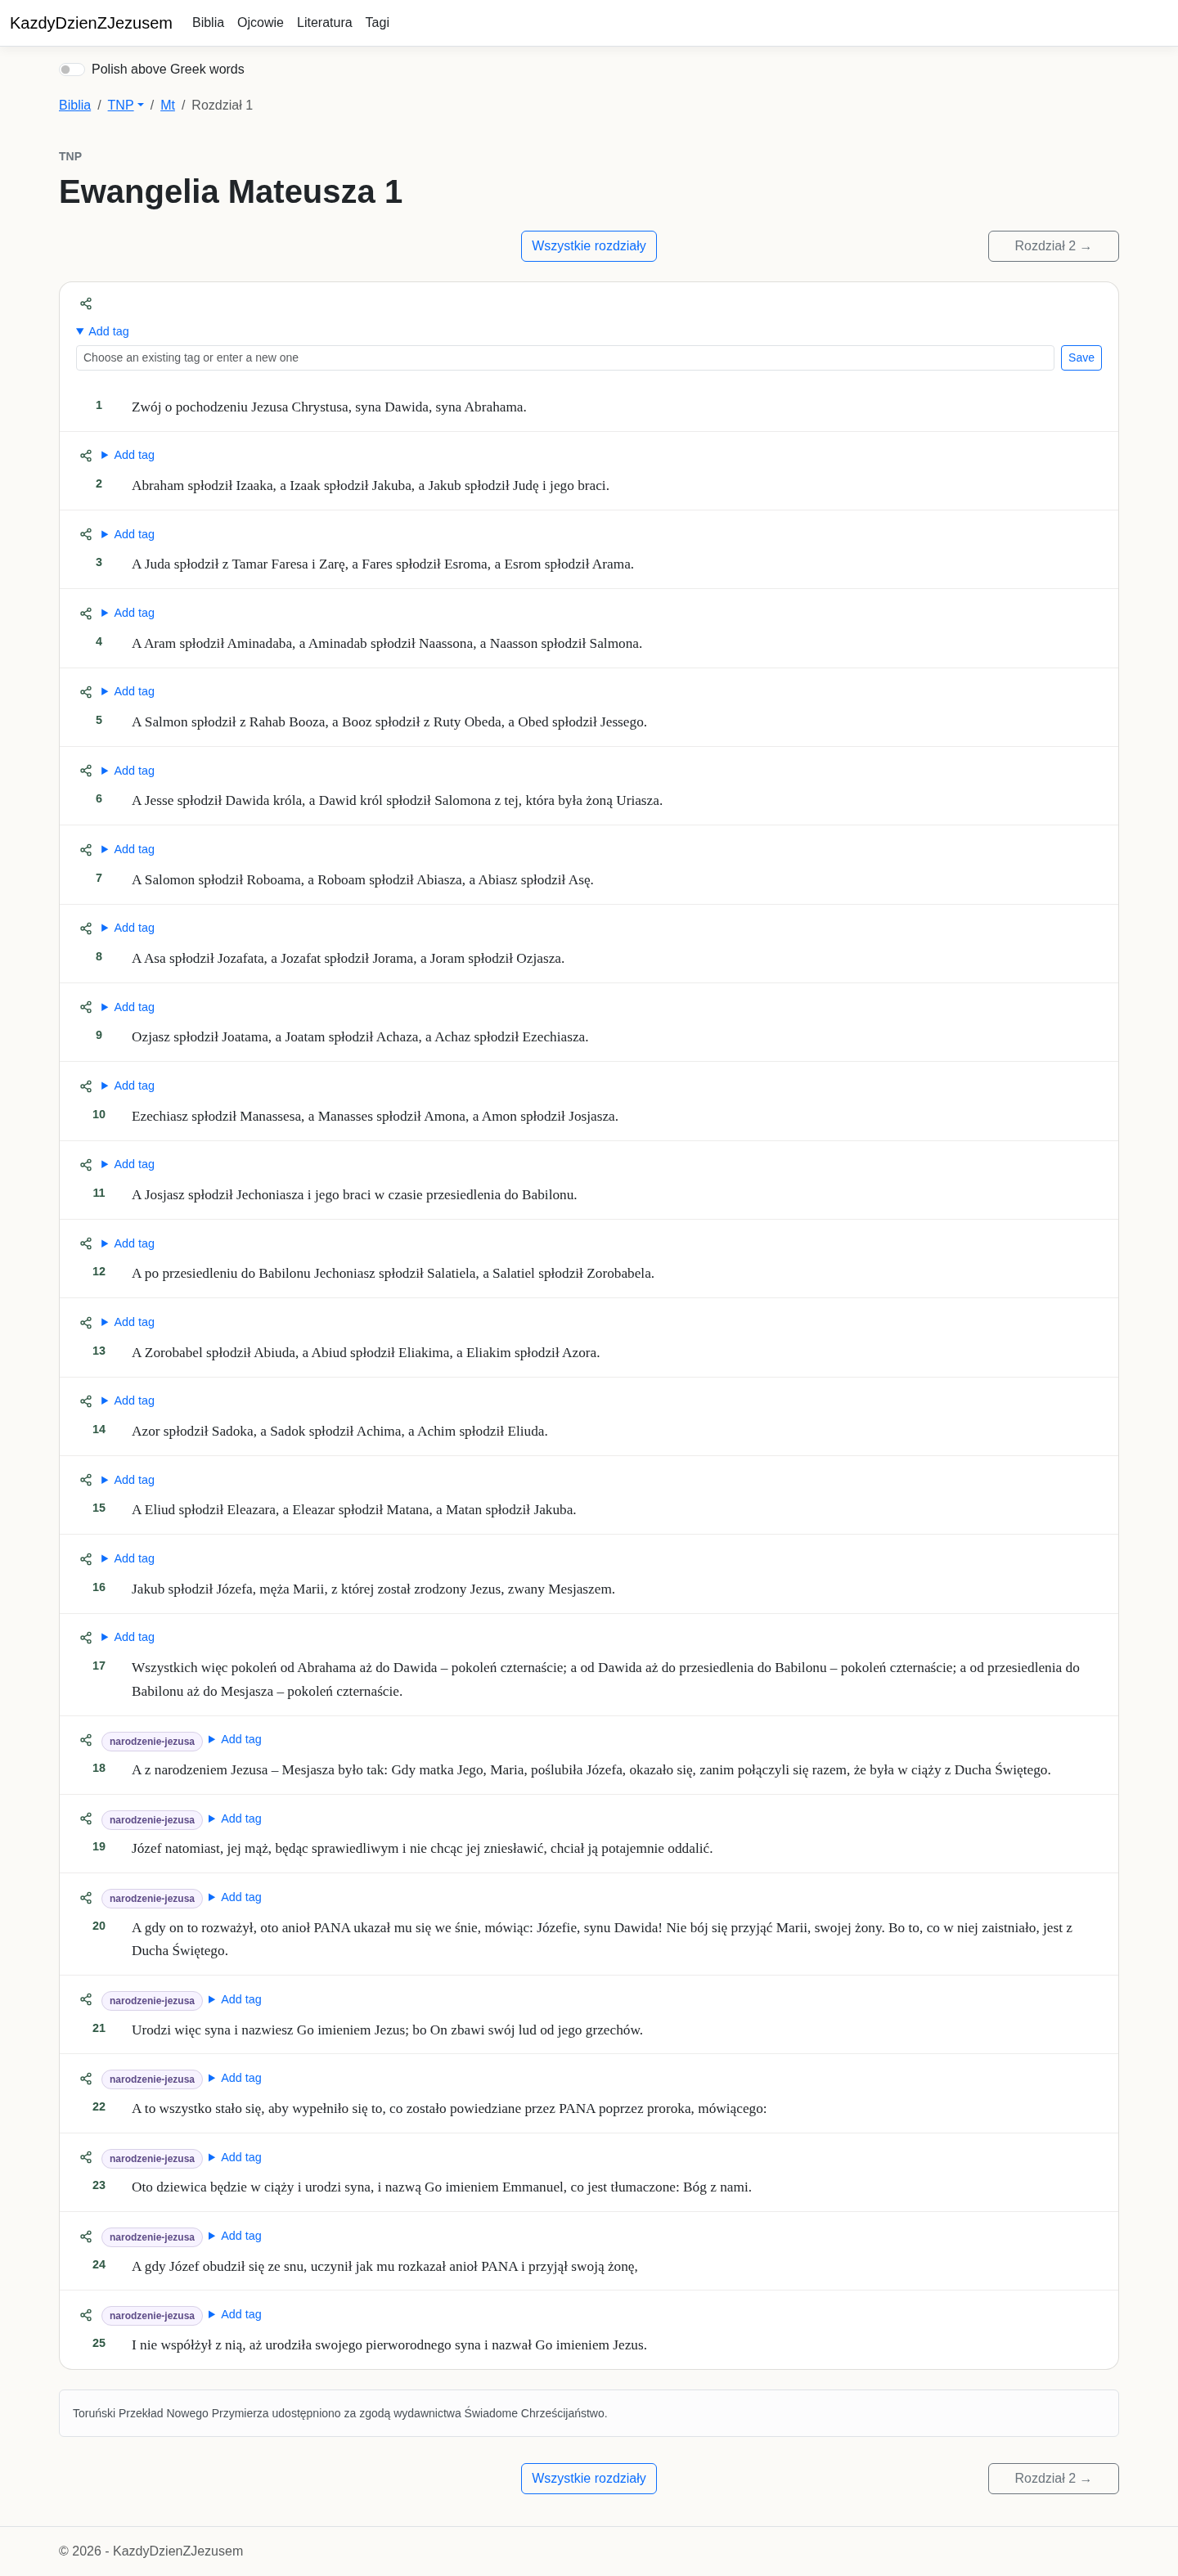 KazdyDzienZJezusem Biblia Ojcowie Literatura Tagi
Polish above Greek words
Biblia / TNP / Mt / Rozdział 1
TNP
Ewangelia Mateusza 1
Wszystkie rozdziały Rozdział 2 →
Add tag
Choose an existing tag or enter a new one Save
1 Zwój o pochodzeniu Jezusa Chrystusa, syna Dawida, syna Abrahama.
Add tag
2 Abraham spłodził Izaaka, a Izaak spłodził Jakuba, a Jakub spłodził Judę i jego braci.
Add tag
3 A Juda spłodził z Tamar Faresa i Zarę, a Fares spłodził Esroma, a Esrom spłodził Arama.
Add tag
4 A Aram spłodził Aminadaba, a Aminadab spłodził Naassona, a Naasson spłodził Salmona.
Add tag
5 A Salmon spłodził z Rahab Booza, a Booz spłodził z Ruty Obeda, a Obed spłodził Jessego.
Add tag
6 A Jesse spłodził Dawida króla, a Dawid król spłodził Salomona z tej, która była żoną Uriasza.
Add tag
7 A Salomon spłodził Roboama, a Roboam spłodził Abiasza, a Abiasz spłodził Asę.
Add tag
8 A Asa spłodził Jozafata, a Jozafat spłodził Jorama, a Joram spłodził Ozjasza.
Add tag
9 Ozjasz spłodził Joatama, a Joatam spłodził Achaza, a Achaz spłodził Ezechiasza.
Add tag
10 Ezechiasz spłodził Manassesa, a Manasses spłodził Amona, a Amon spłodził Josjasza.
Add tag
11 A Josjasz spłodził Jechoniasza i jego braci w czasie przesiedlenia do Babilonu.
Add tag
12 A po przesiedleniu do Babilonu Jechoniasz spłodził Salatiela, a Salatiel spłodził Zorobabela.
Add tag
13 A Zorobabel spłodził Abiuda, a Abiud spłodził Eliakima, a Eliakim spłodził Azora.
Add tag
14 Azor spłodził Sadoka, a Sadok spłodził Achima, a Achim spłodził Eliuda.
Add tag
15 A Eliud spłodził Eleazara, a Eleazar spłodził Matana, a Matan spłodził Jakuba.
Add tag
16 Jakub spłodził Józefa, męża Marii, z której został zrodzony Jezus, zwany Mesjaszem.
Add tag
17 Wszystkich więc pokoleń od Abrahama aż do Dawida – pokoleń czternaście; a od Dawida aż do przesiedlenia do Babilonu – pokoleń czternaście; a od przesiedlenia do
Babilonu aż do Mesjasza – pokoleń czternaście.
narodzenie-jezusa Add tag
18 A z narodzeniem Jezusa – Mesjasza było tak: Gdy matka Jego, Maria, poślubiła Józefa, okazało się, zanim połączyli się razem, że była w ciąży z Ducha Świętego.
narodzenie-jezusa Add tag
19 Józef natomiast, jej mąż, będąc sprawiedliwym i nie chcąc jej zniesławić, chciał ją potajemnie oddalić.
narodzenie-jezusa Add tag
20 A gdy on to rozważył, oto anioł PANA ukazał mu się we śnie, mówiąc: Józefie, synu Dawida! Nie bój się przyjąć Marii, swojej żony. Bo to, co w niej zaistniało, jest z
Ducha Świętego.
narodzenie-jezusa Add tag
21 Urodzi więc syna i nazwiesz Go imieniem Jezus; bo On zbawi swój lud od jego grzechów.
narodzenie-jezusa Add tag
22 A to wszystko stało się, aby wypełniło się to, co zostało powiedziane przez PANA poprzez proroka, mówiącego:
narodzenie-jezusa Add tag
23 Oto dziewica będzie w ciąży i urodzi syna, i nazwą Go imieniem Emmanuel, co jest tłumaczone: Bóg z nami.
narodzenie-jezusa Add tag
24 A gdy Józef obudził się ze snu, uczynił jak mu rozkazał anioł PANA i przyjął swoją żonę,
narodzenie-jezusa Add tag
25 I nie współżył z nią, aż urodziła swojego pierworodnego syna i nazwał Go imieniem Jezus.
Toruński Przekład Nowego Przymierza udostępniono za zgodą wydawnictwa Świadome Chrześcijaństwo.
Wszystkie rozdziały Rozdział 2 →
© 2026 - KazdyDzienZJezusem